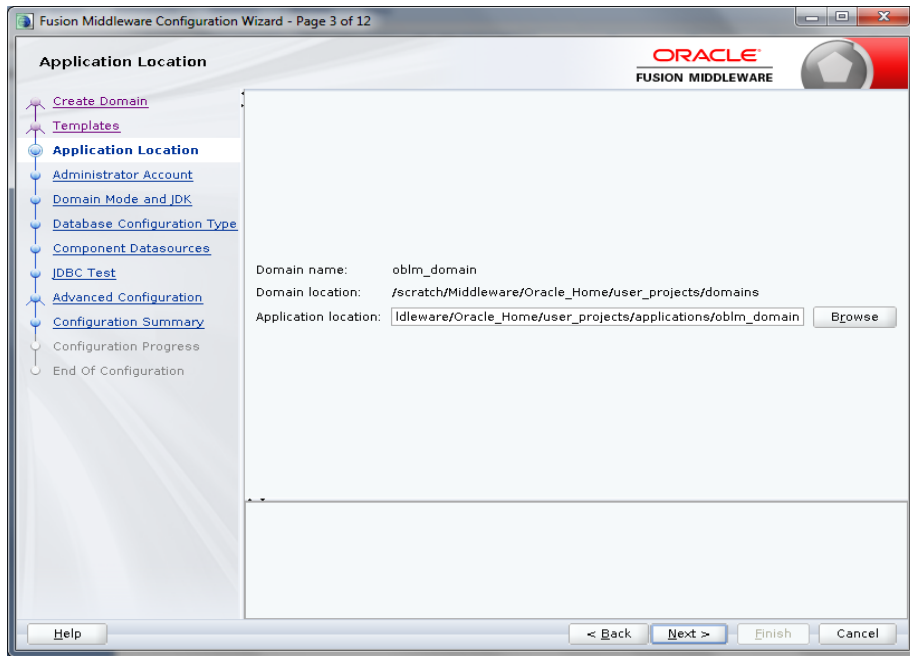 Fusion Middleware Configuration Wizard - Page 3 of 12
Application Location
ORACLE
FUSION MIDDLEWARE
Create Domain
Templates
Application Location
Administrator Account
Domain Mode and JDK
Database Configuration Type
Component Datasources
JDBC Test
Advanced Configuration
Configuration Summary
Configuration Progress
End Of Configuration
Domain name: oblm_domain
Domain location: /scratch/Middleware/Oracle_Home/user_projects/domains
Application location: ldleware/Oracle_Home/user_projects/applications/oblm_domain Browse
Help < Back Next > Finish Cancel